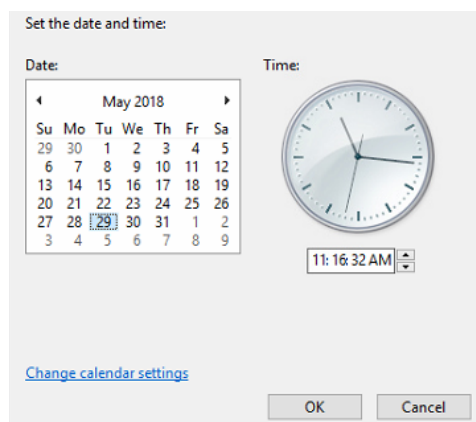 Set the date and time:
Date:
Time:
May 2018
Su Mo Tu We Th Fr Sa
29 30 1 2 3 4 5
6 7 8 9 10 11 12
13 14 15 16 17 18 19
20 21 22 23 24 25 26
27 28 29 30 31 1 2
3 4 5 6 7 8 9
11:16:32 AM
Change calendar settings
OK
Cancel